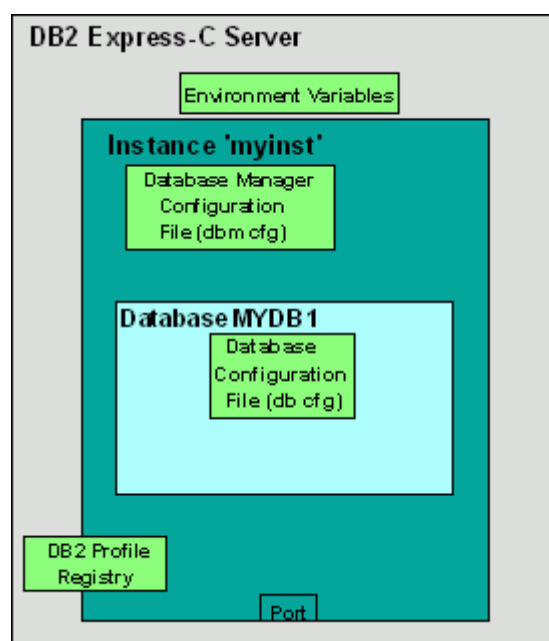 DB2 Express-C Server
Environment Variables
Instance 'myinst'
Database Manager
Configuration
File (dbm cfg)
Database MYDB1
Database
Configuration
File (db cfg)
DB2 Profile
Registry
Port